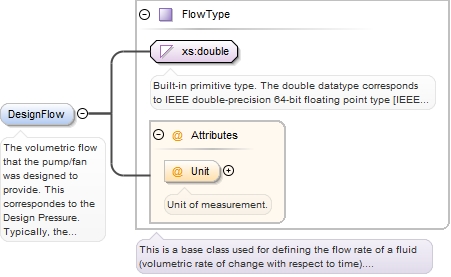 FlowType
xs:double
Built-in primitive type. The double datatype corresponds
to IEEE double-precision 64-bit floating point type [IEEE...
DesignFlow
The volumetric flow
that the pump/fan
was designed to
provide. This
correspondes to the
Design Pressure.
Typically, the...
@ Attributes
@ Unit
Unit of measurement.
This is a base class used for defining the flow rate of a fluid
(volumetric rate of change with respect to time)....